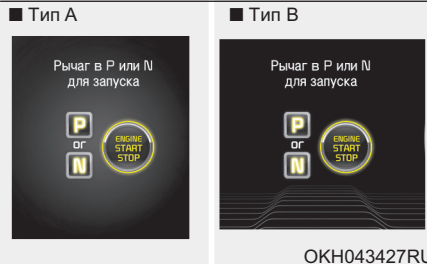 ■ Тип A
Рычаг в P или N
для запуска
P
or
N
ENGINE
START
STOP
■ Тип B
Рычаг в P или N
для запуска
P
or
N
ENGINE
START
STOP
OKH043427RU